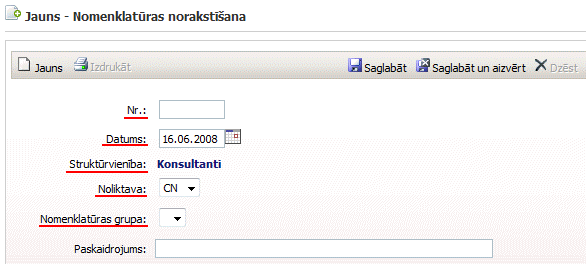 Jauns - Nomenklatūras norakstīšana
Jauns Izdrukāt Saglabāt Saglabāt un aizvērt Dzēst
Nr.:
Datums: 16.06.2008
Struktūrvienība: Konsultanti
Noliktava: CN
Nomenklatūras grupa:
Paskaidrojums: